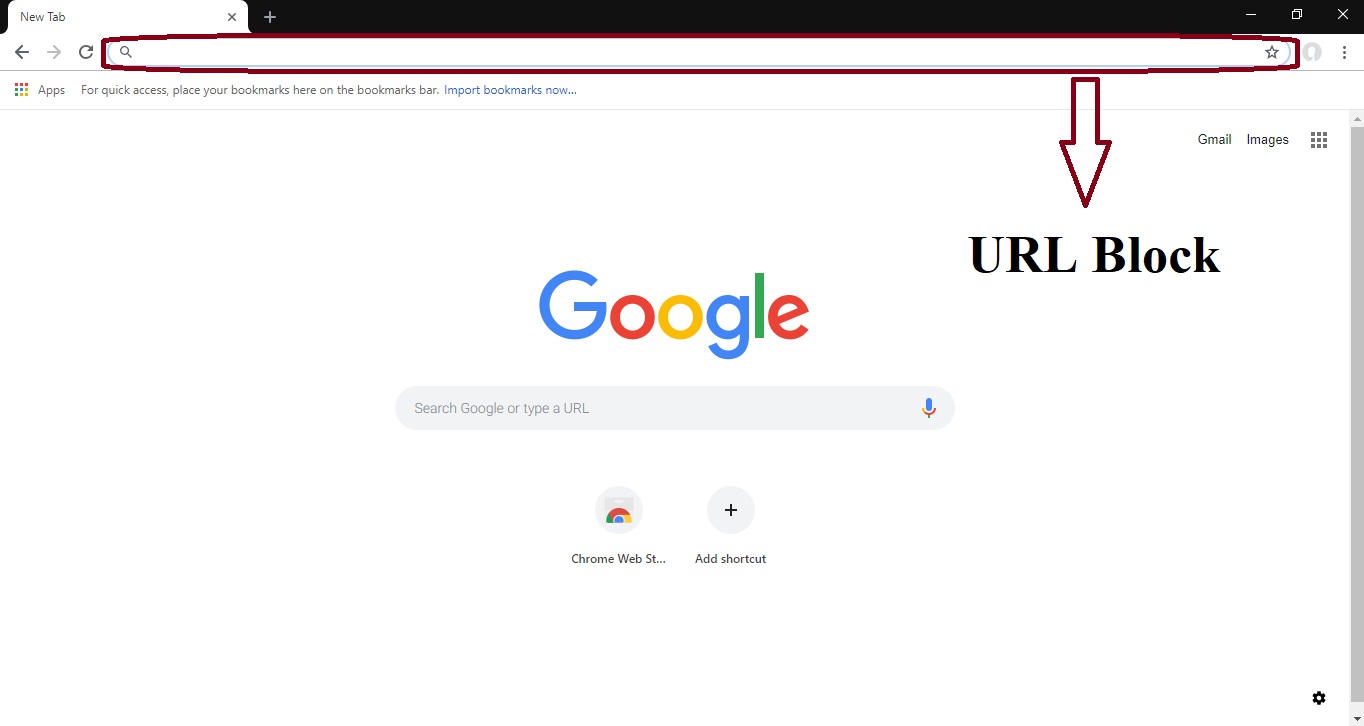 New Tab
Apps For quick access, place your bookmarks here on the bookmarks bar. Import bookmarks now...
Gmail Images
URL Block
Google
Search Google or type a URL
Chrome Web St... Add shortcut